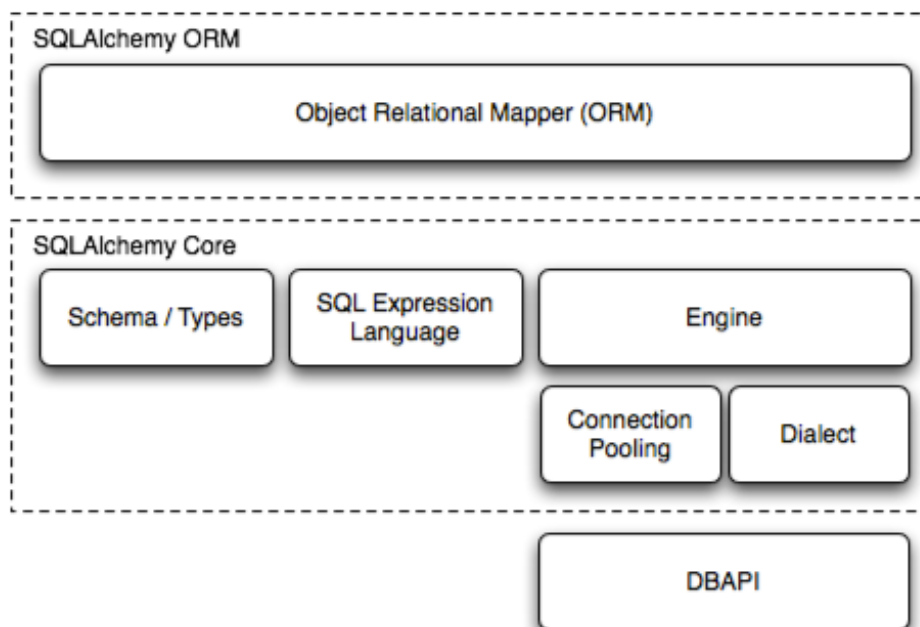 SQLAlchemy ORM
Object Relational Mapper (ORM)
SQLAlchemy Core
Schema / Types
SQL Expression
Language
Engine
Connection
Pooling
Dialect
DBAPI